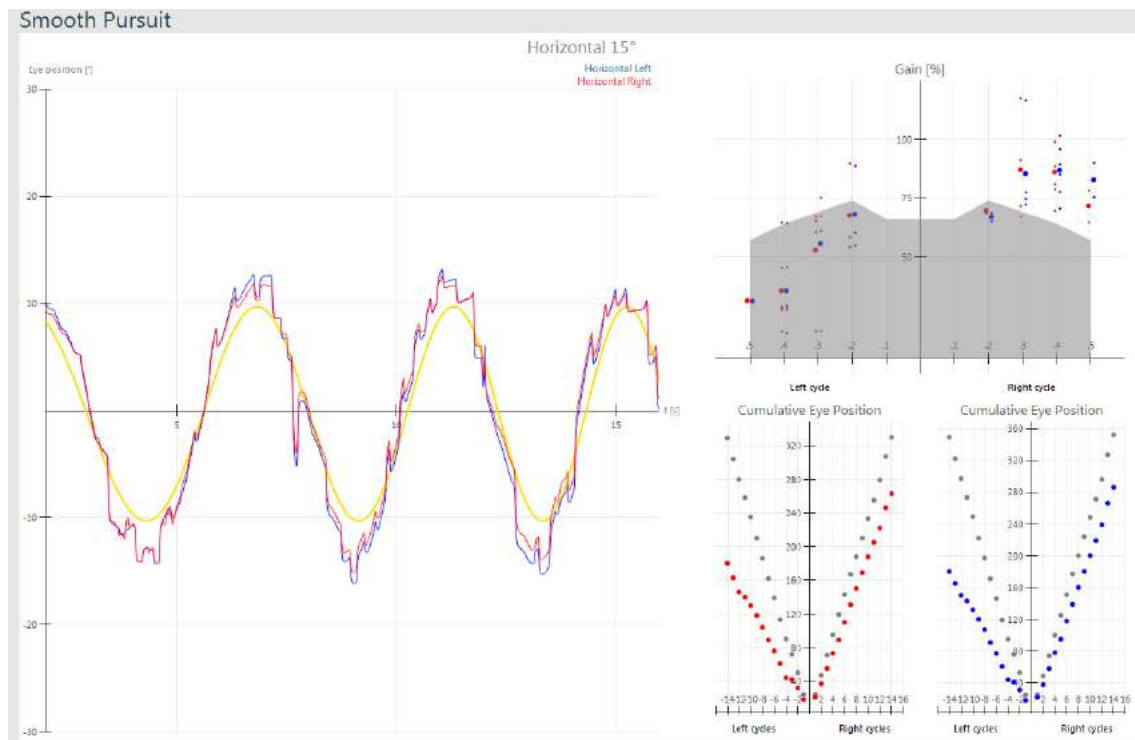 Smooth Pursuit
Horizontal 15°
Eye position [°]
Horizontal Left
Horizontal Right
30
20
10
-10
-20
-30
5
10
15
t [s]
Gain [%]
100
75
50
.5 .4 .3 .2 .1 .1 .2 .3 .4 .5
Left cycle
Right cycle
Cumulative Eye Position
320
280
240
200
160
120
80
40
-14 -12 -10 -8 -6 -4 -2 2 4 6 8 10 12 14 16
Left cycles
Right cycles
Cumulative Eye Position
360
320
280
240
200
160
120
80
40
-14 -12 -10 -8 -6 -4 -2 2 4 6 8 10 12 14 16
Left cycles
Right cycles